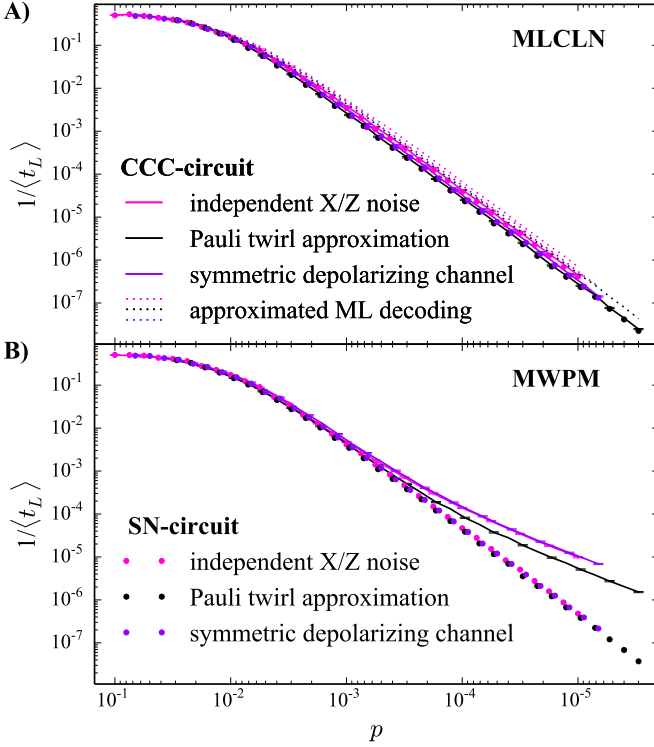 A)
MLCLN
10^-1
10^-2
10^-3
10^-4
10^-5
10^-6
10^-7
1/⟨t_L⟩
CCC-circuit
independent X/Z noise
Pauli twirl approximation
symmetric depolarizing channel
approximated ML decoding
B)
MWPM
10^-1
10^-2
10^-3
10^-4
10^-5
10^-6
10^-7
1/⟨t_L⟩
SN-circuit
independent X/Z noise
Pauli twirl approximation
symmetric depolarizing channel
10^-1 10^-2 10^-3 10^-4 10^-5
p